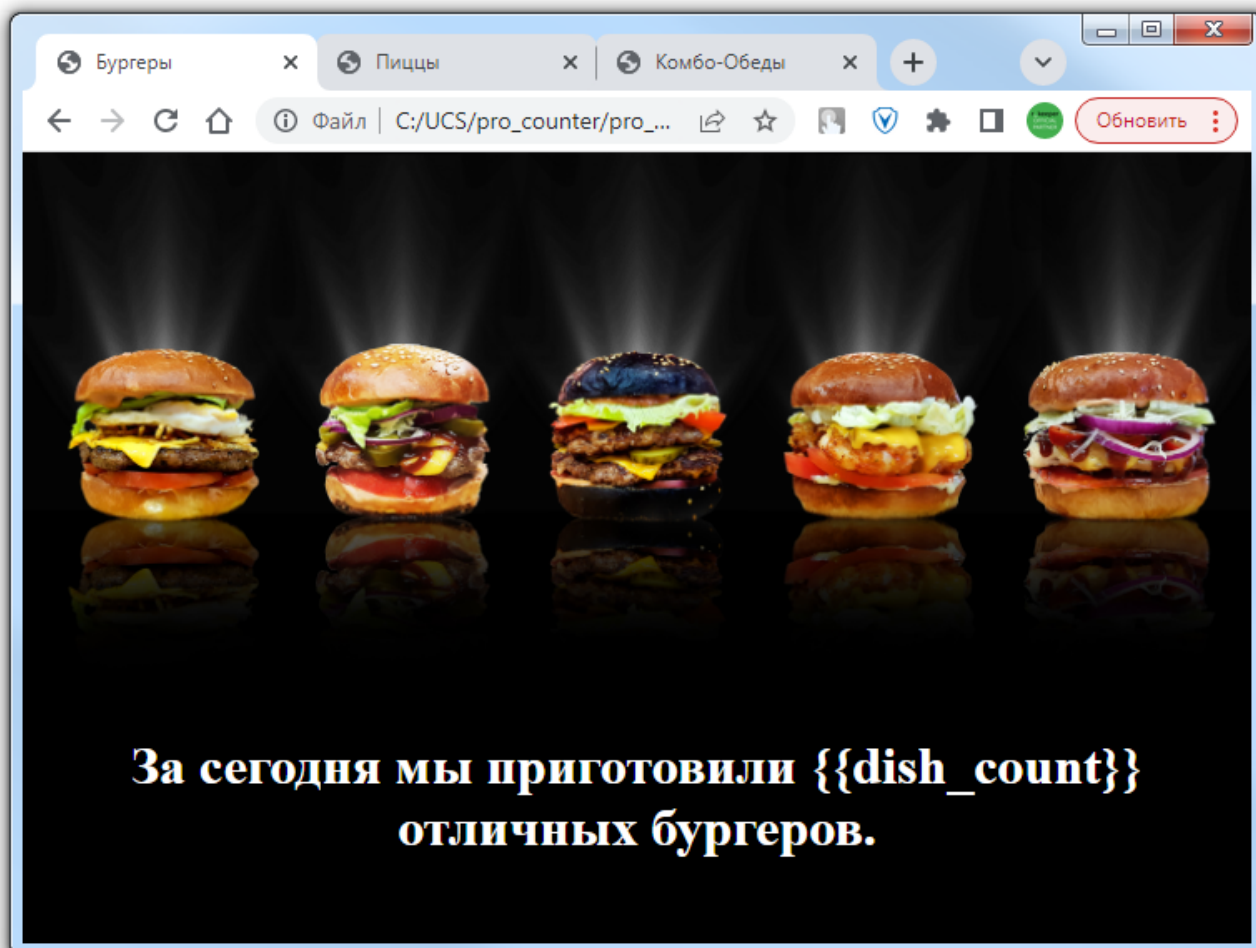 Бургеры
Пиццы
Комбо-Обеды
Файл
C:/UCS/pro_counter/pro_...
Обновить
За сегодня мы приготовили {{dish_count}}
отличных бургеров.